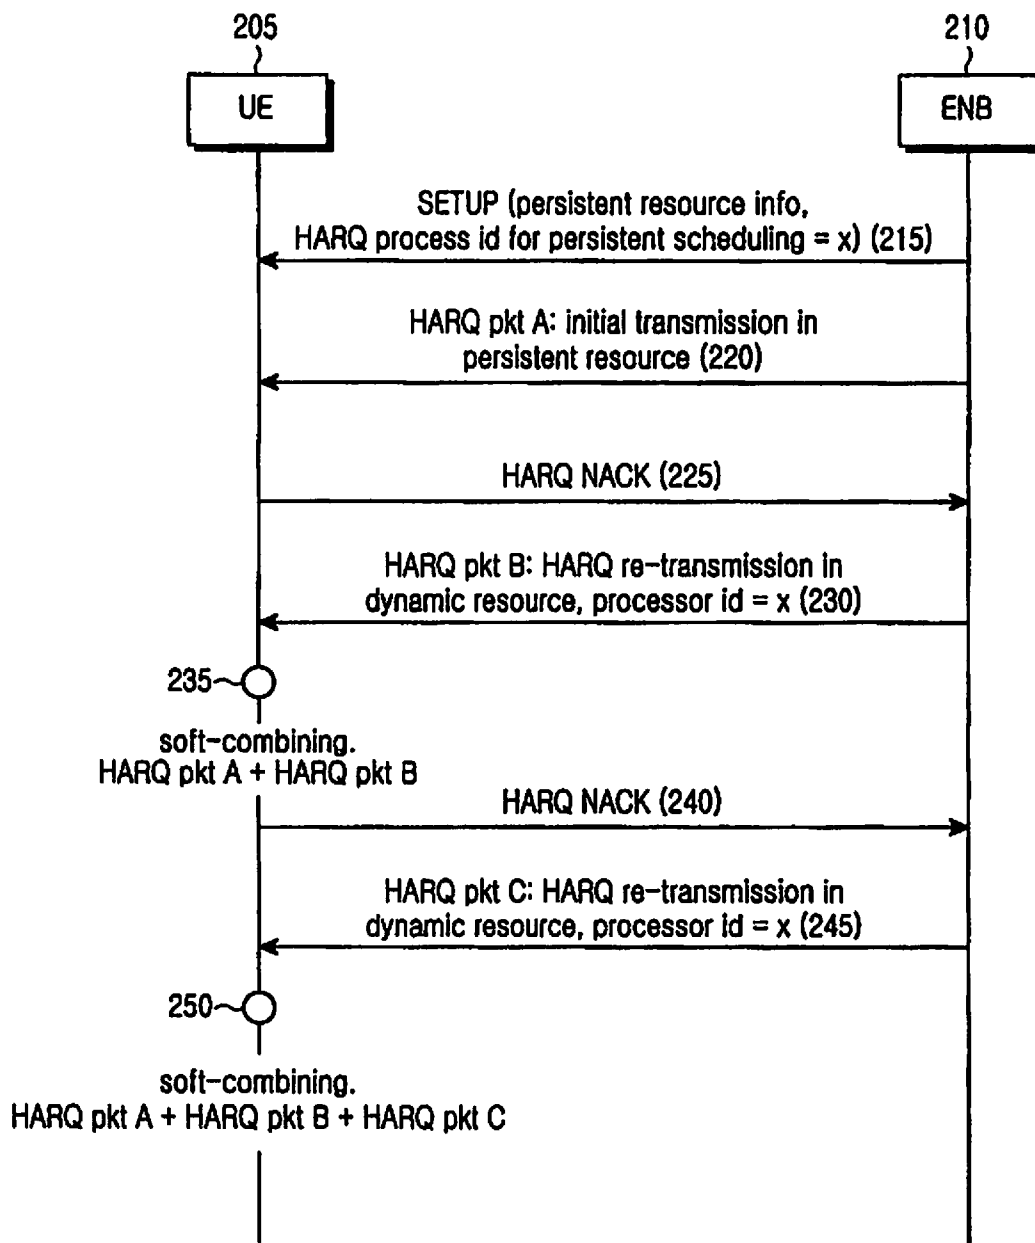 205
210
UE
ENB
SETUP (persistent resource info,
HARQ process id for persistent scheduling = x) (215)
HARQ pkt A: initial transmission in
persistent resource (220)
HARQ NACK (225)
HARQ pkt B: HARQ re-transmission in
dynamic resource, processor id = x (230)
235
soft-combining.
HARQ pkt A + HARQ pkt B
HARQ NACK (240)
HARQ pkt C: HARQ re-transmission in
dynamic resource, processor id = x (245)
250
soft-combining.
HARQ pkt A + HARQ pkt B + HARQ pkt C